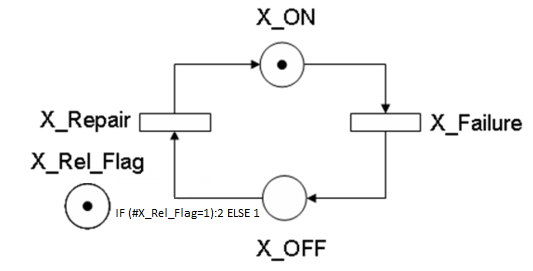 X_ON
X_Repair
X_Failure
X_Rel_Flag
IF (#X_Rel_Flag=1):2 ELSE 1
X_OFF